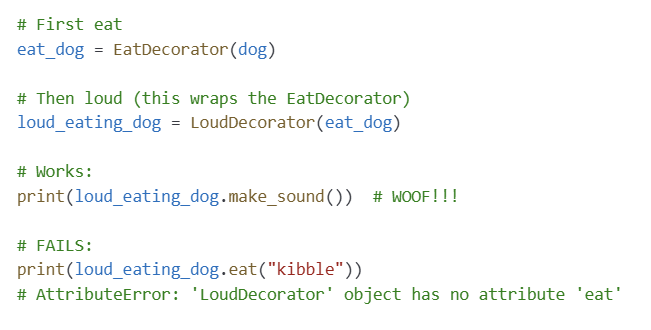 # First eat
eat_dog = EatDecorator(dog)
# Then loud (this wraps the EatDecorator)
loud_eating_dog = LoudDecorator(eat_dog)
# Works:
print(loud_eating_dog.make_sound())  # WOOF!!!
# FAILS:
print(loud_eating_dog.eat("kibble"))
# AttributeError: 'LoudDecorator' object has no attribute 'eat'